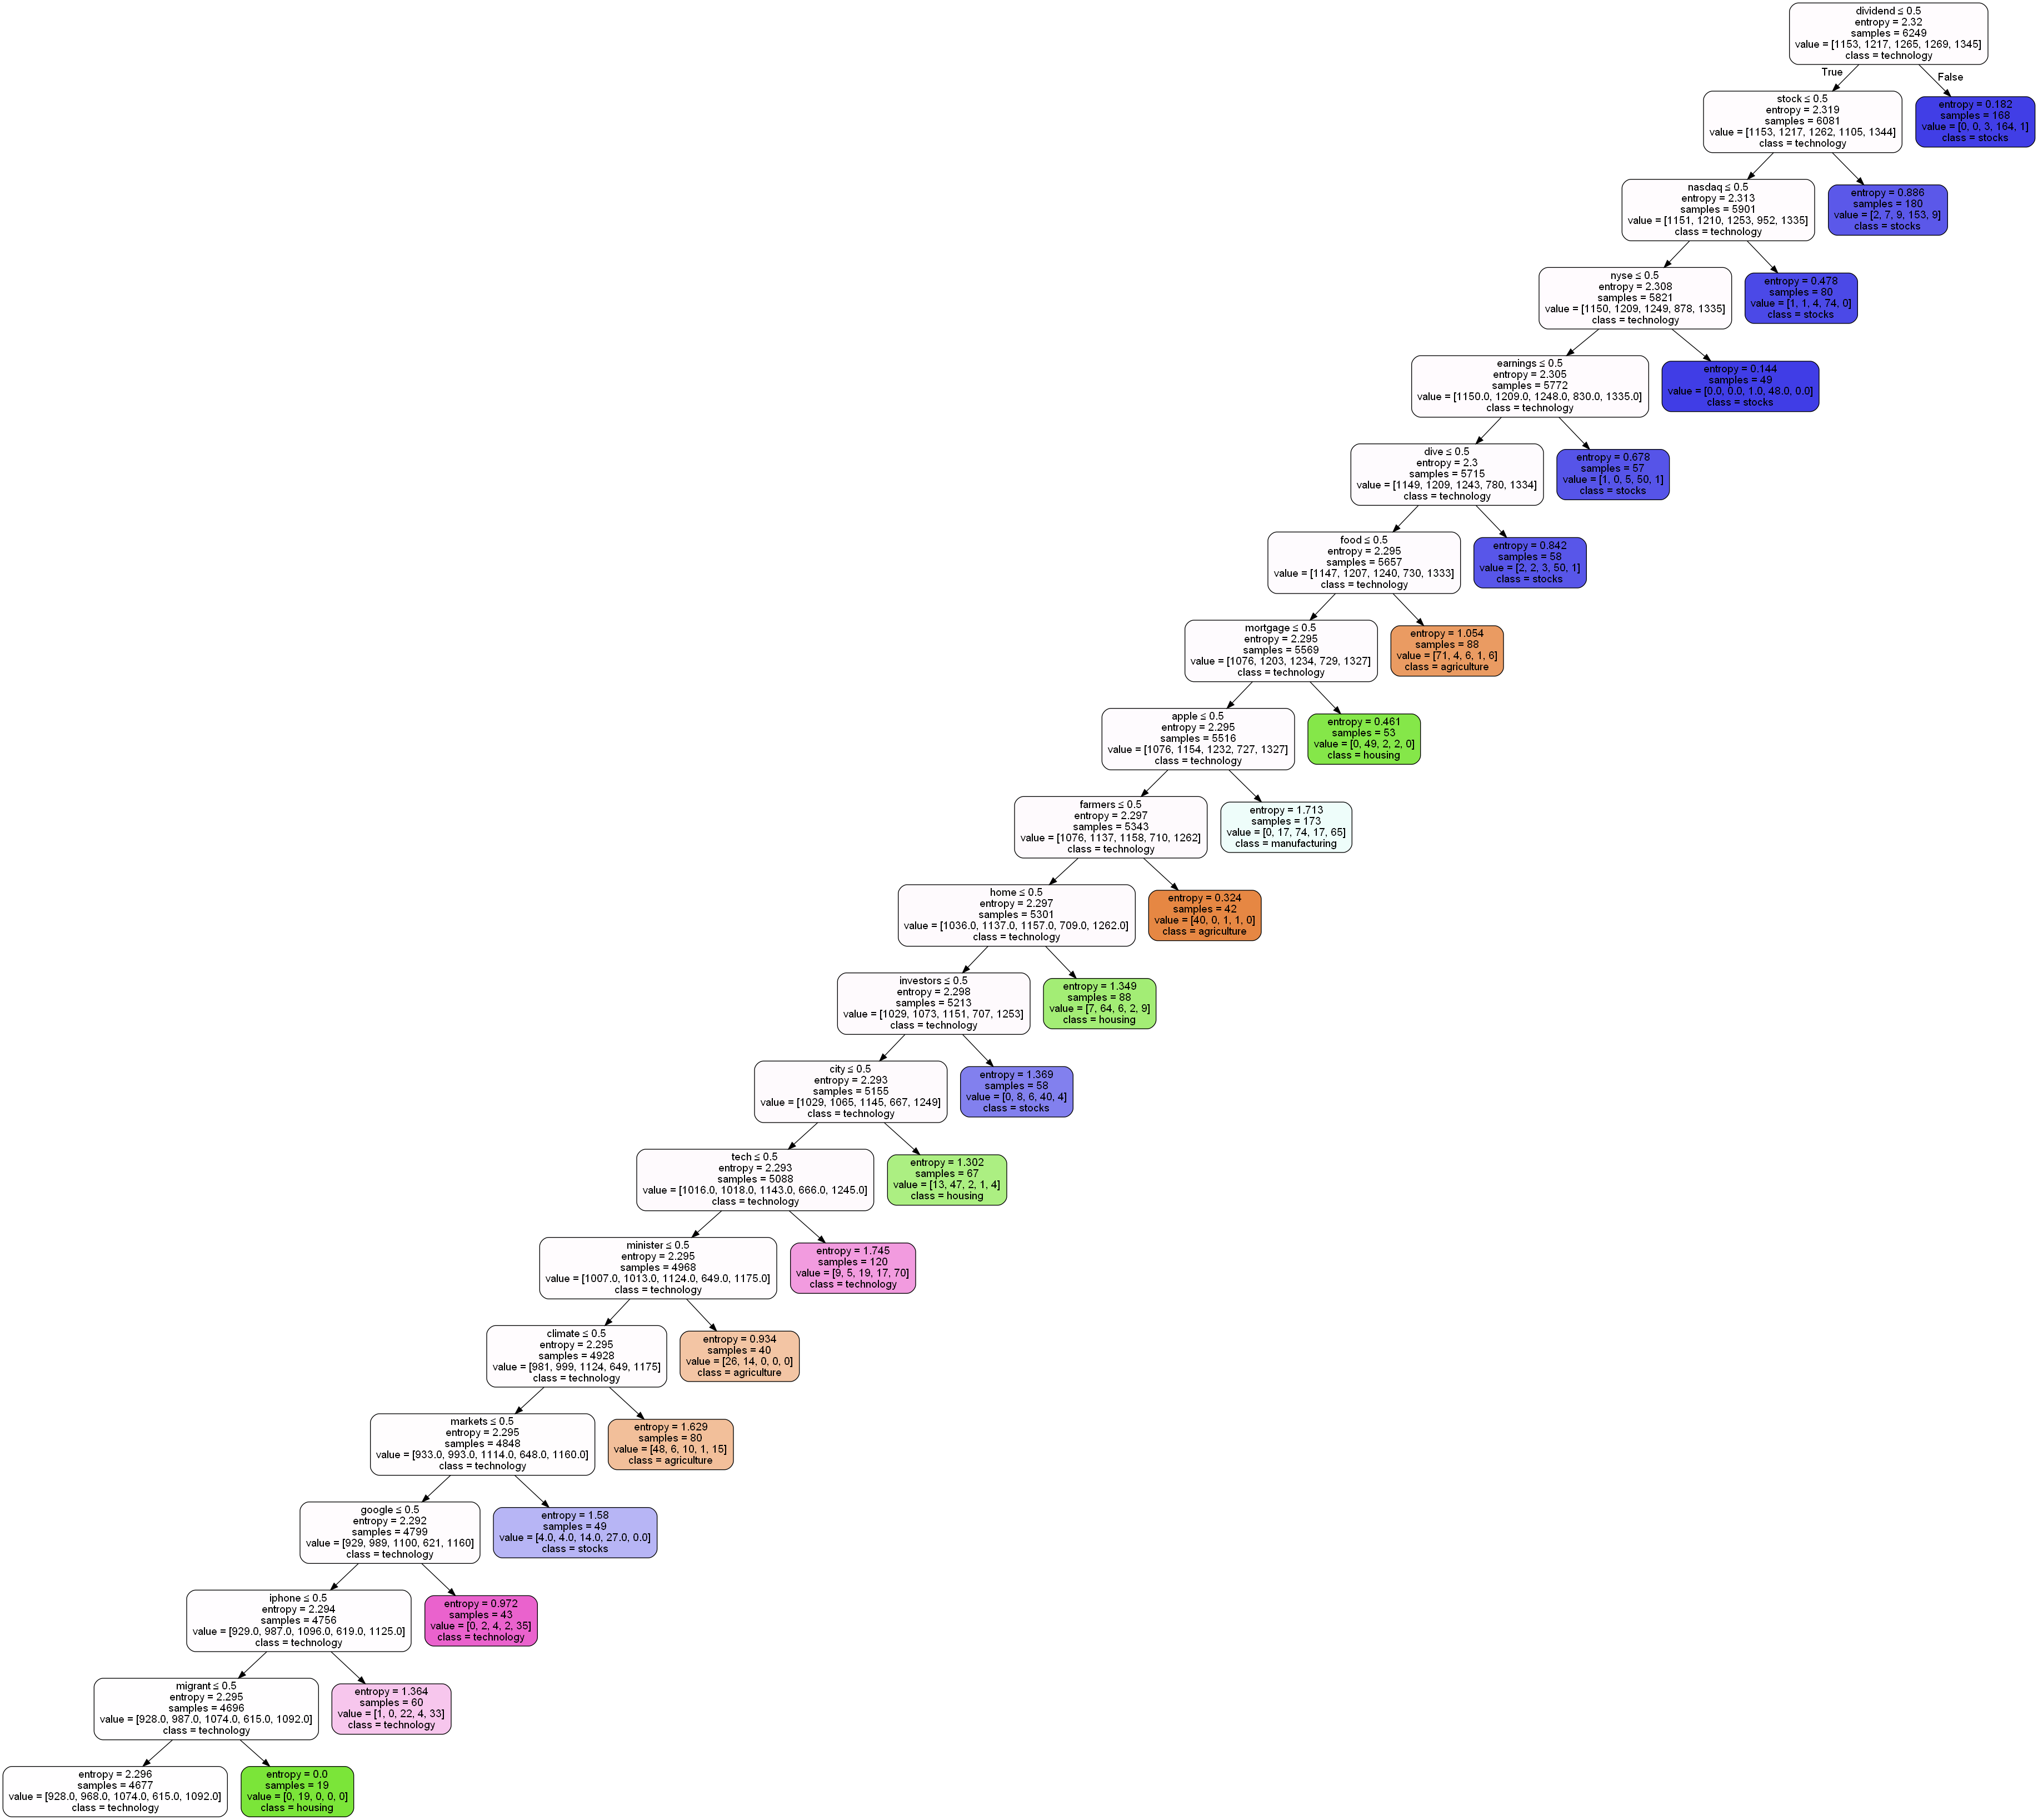 dividend ≤ 0.5
entropy = 2.32
samples = 6249
value = [1153, 1217, 1265, 1269, 1345]
class = technology
True
False
stock ≤ 0.5
entropy = 2.319
samples = 6081
value = [1153, 1217, 1262, 1105, 1344]
class = technology
entropy = 0.182
samples = 168
value = [0, 0, 3, 164, 1]
class = stocks
nasdaq ≤ 0.5
entropy = 2.313
samples = 5901
value = [1151, 1210, 1253, 952, 1335]
class = technology
entropy = 0.886
samples = 180
value = [2, 7, 9, 153, 9]
class = stocks
nyse ≤ 0.5
entropy = 2.308
samples = 5821
value = [1150, 1209, 1249, 878, 1335]
class = technology
entropy = 0.478
samples = 80
value = [1, 1, 4, 74, 0]
class = stocks
earnings ≤ 0.5
entropy = 2.305
samples = 5772
value = [1150.0, 1209.0, 1248.0, 830.0, 1335.0]
class = technology
entropy = 0.144
samples = 49
value = [0.0, 0.0, 1.0, 48.0, 0.0]
class = stocks
dive ≤ 0.5
entropy = 2.3
samples = 5715
value = [1149, 1209, 1243, 780, 1334]
class = technology
entropy = 0.678
samples = 57
value = [1, 0, 5, 50, 1]
class = stocks
food ≤ 0.5
entropy = 2.295
samples = 5657
value = [1147, 1207, 1240, 730, 1333]
class = technology
entropy = 0.842
samples = 58
value = [2, 2, 3, 50, 1]
class = stocks
mortgage ≤ 0.5
entropy = 2.295
samples = 5569
value = [1076, 1203, 1234, 729, 1327]
class = technology
entropy = 1.054
samples = 88
value = [71, 4, 6, 1, 6]
class = agriculture
apple ≤ 0.5
entropy = 2.295
samples = 5516
value = [1076, 1154, 1232, 727, 1327]
class = technology
entropy = 0.461
samples = 53
value = [0, 49, 2, 2, 0]
class = housing
farmers ≤ 0.5
entropy = 2.297
samples = 5343
value = [1076, 1137, 1158, 710, 1262]
class = technology
entropy = 1.713
samples = 173
value = [0, 17, 74, 17, 65]
class = manufacturing
home ≤ 0.5
entropy = 2.297
samples = 5301
value = [1036.0, 1137.0, 1157.0, 709.0, 1262.0]
class = technology
entropy = 0.324
samples = 42
value = [40, 0, 1, 1, 0]
class = agriculture
investors ≤ 0.5
entropy = 2.298
samples = 5213
value = [1029, 1073, 1151, 707, 1253]
class = technology
entropy = 1.349
samples = 88
value = [7, 64, 6, 2, 9]
class = housing
city ≤ 0.5
entropy = 2.293
samples = 5155
value = [1029, 1065, 1145, 667, 1249]
class = technology
entropy = 1.369
samples = 58
value = [0, 8, 6, 40, 4]
class = stocks
tech ≤ 0.5
entropy = 2.293
samples = 5088
value = [1016.0, 1018.0, 1143.0, 666.0, 1245.0]
class = technology
entropy = 1.302
samples = 67
value = [13, 47, 2, 1, 4]
class = housing
minister ≤ 0.5
entropy = 2.295
samples = 4968
value = [1007.0, 1013.0, 1124.0, 649.0, 1175.0]
class = technology
entropy = 1.745
samples = 120
value = [9, 5, 19, 17, 70]
class = technology
climate ≤ 0.5
entropy = 2.295
samples = 4928
value = [981, 999, 1124, 649, 1175]
class = technology
entropy = 0.934
samples = 40
value = [26, 14, 0, 0, 0]
class = agriculture
markets ≤ 0.5
entropy = 2.295
samples = 4848
value = [933.0, 993.0, 1114.0, 648.0, 1160.0]
class = technology
entropy = 1.629
samples = 80
value = [48, 6, 10, 1, 15]
class = agriculture
google ≤ 0.5
entropy = 2.292
samples = 4799
value = [929, 989, 1100, 621, 1160]
class = technology
entropy = 1.58
samples = 49
value = [4.0, 4.0, 14.0, 27.0, 0.0]
class = stocks
iphone ≤ 0.5
entropy = 2.294
samples = 4756
value = [929.0, 987.0, 1096.0, 619.0, 1125.0]
class = technology
entropy = 0.972
samples = 43
value = [0, 2, 4, 2, 35]
class = technology
migrant ≤ 0.5
entropy = 2.295
samples = 4696
value = [928.0, 987.0, 1074.0, 615.0, 1092.0]
class = technology
entropy = 1.364
samples = 60
value = [1, 0, 22, 4, 33]
class = technology
entropy = 2.296
samples = 4677
value = [928.0, 968.0, 1074.0, 615.0, 1092.0]
class = technology
entropy = 0.0
samples = 19
value = [0, 19, 0, 0, 0]
class = housing